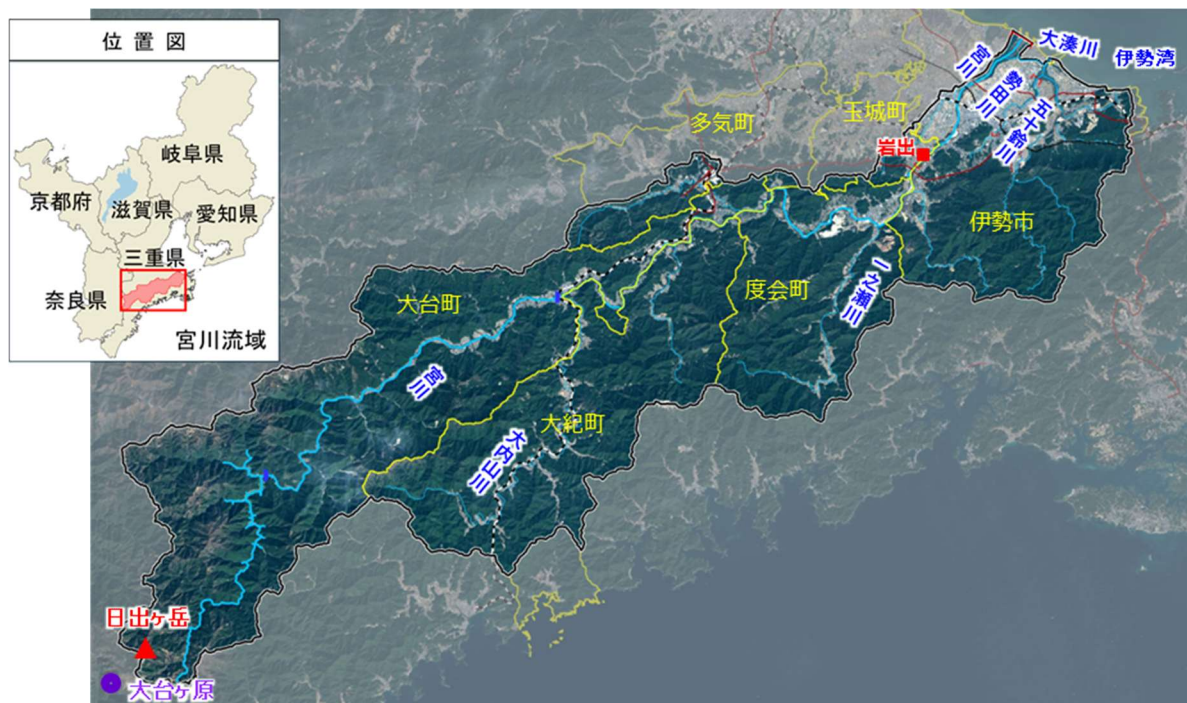 位置図
岐阜県
京都府
滋賀県
愛知県
三重県
奈良県
宮川流域
大湊川
伊勢湾
宮川
勢田川
五十鈴川
玉城町
多気町
岩出
伊勢市
度会町
一之瀬川
大台町
宮川
大紀町
大内山川
日出ヶ岳
大台ヶ原